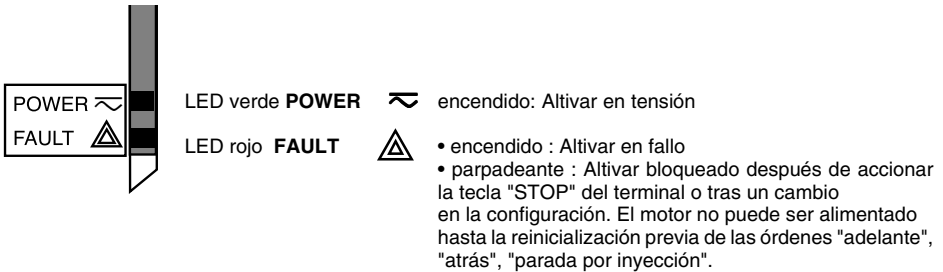 POWER
FAULT
LED verde POWER encendido: Altivar en tensión
LED rojo FAULT • encendido : Altivar en fallo
• parpadeante : Altivar bloqueado después de accionar
la tecla "STOP" del terminal o tras un cambio
en la configuración. El motor no puede ser alimentado
hasta la reinicialización previa de las órdenes "adelante",
"atrás", "parada por inyección".